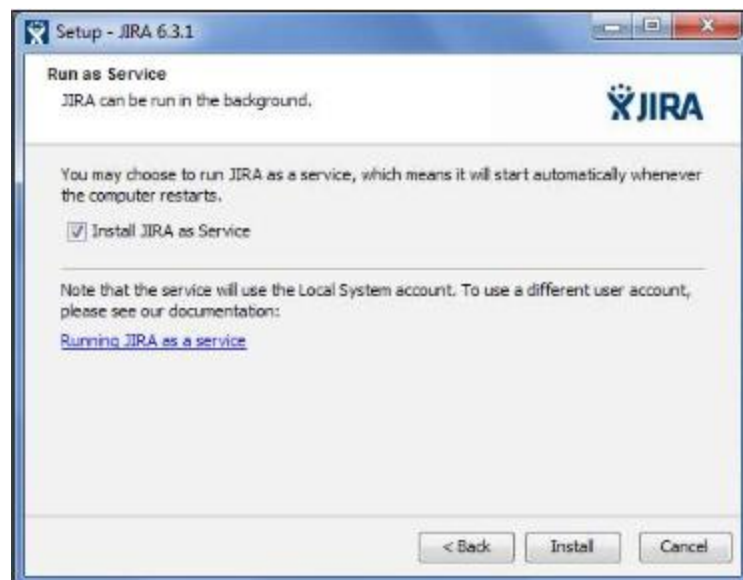 Setup - JIRA 6.3.1
Run as Service
JIRA can be run in the background.
JIRA
You may choose to run JIRA as a service, which means it will start automatically whenever
the computer restarts.
Install JIRA as Service
Note that the service will use the Local System account. To use a different user account,
please see our documentation:
Running JIRA as a service
< Back
Install
Cancel